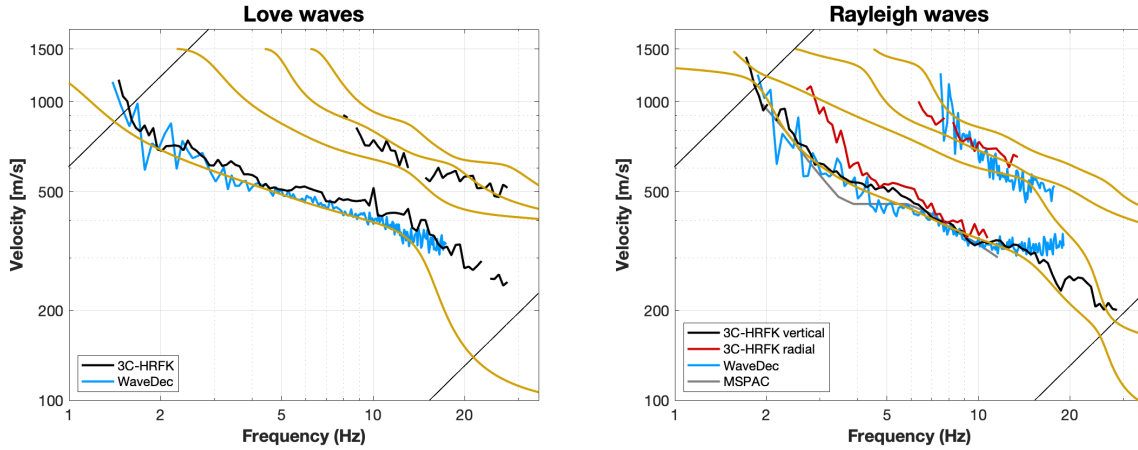 Love waves
1500
1000
500
200
100
Velocity [m/s]
3C-HRFK
WaveDec
1
2
5
10
20
Frequency (Hz)
Rayleigh waves
1500
1000
500
200
100
Velocity [m/s]
3C-HRFK vertical
3C-HRFK radial
WaveDec
MSPAC
1
2
5
10
20
Frequency (Hz)